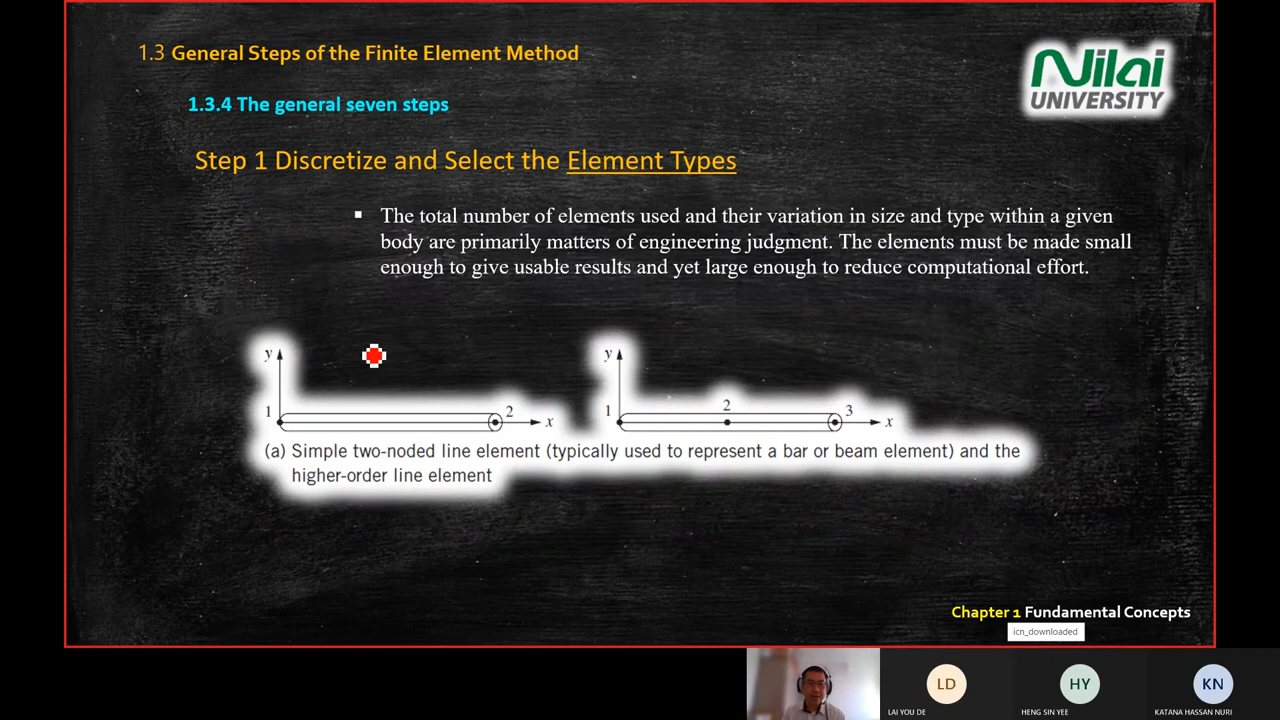 1.3 General Steps of the Finite Element Method
Nilai
UNIVERSITY
1.3.4 The general seven steps
Step 1 Discretize and Select the Element Types
▪ The total number of elements used and their variation in size and type within a given
body are primarily matters of engineering judgment. The elements must be made small
enough to give usable results and yet large enough to reduce computational effort.
y
1
2
x
y
1
2
3
x
(a) Simple two-noded line element (typically used to represent a bar or beam element) and the
higher-order line element
Chapter 1 Fundamental Concepts
icn_downloaded
LD
LAI YOU DE
HY
HENG SIN YEE
KN
KATANA HASSAN NURI